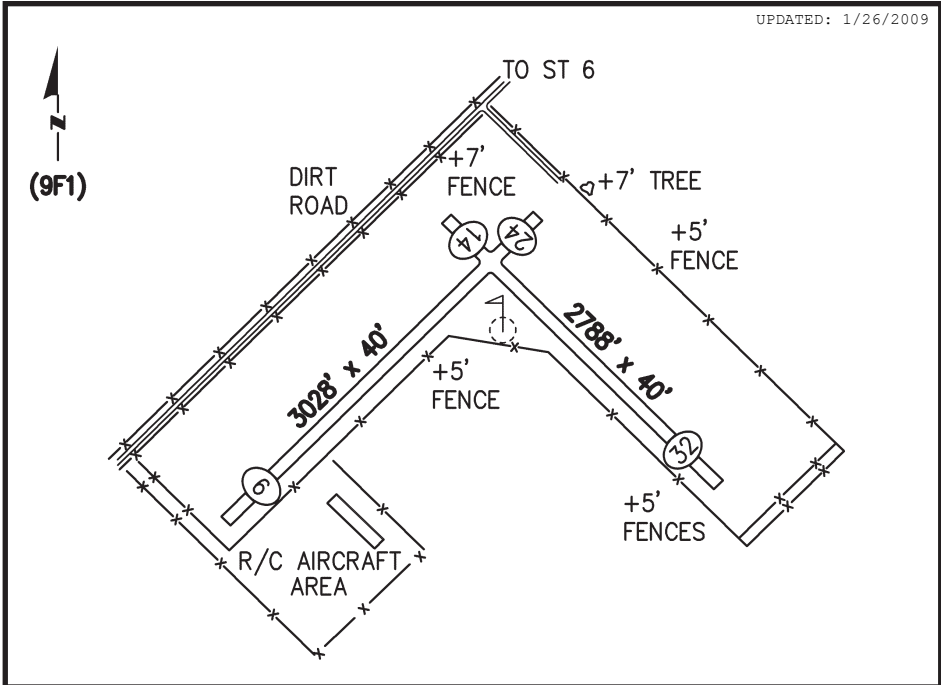 UPDATED: 1/26/2009
TO ST 6
N
(9F1)
DIRT
ROAD
+7'
FENCE
+7' TREE
+5'
FENCE
14
24
3028' x 40'
2788' x 40'
+5'
FENCE
6
32
+5'
FENCES
R/C AIRCRAFT
AREA